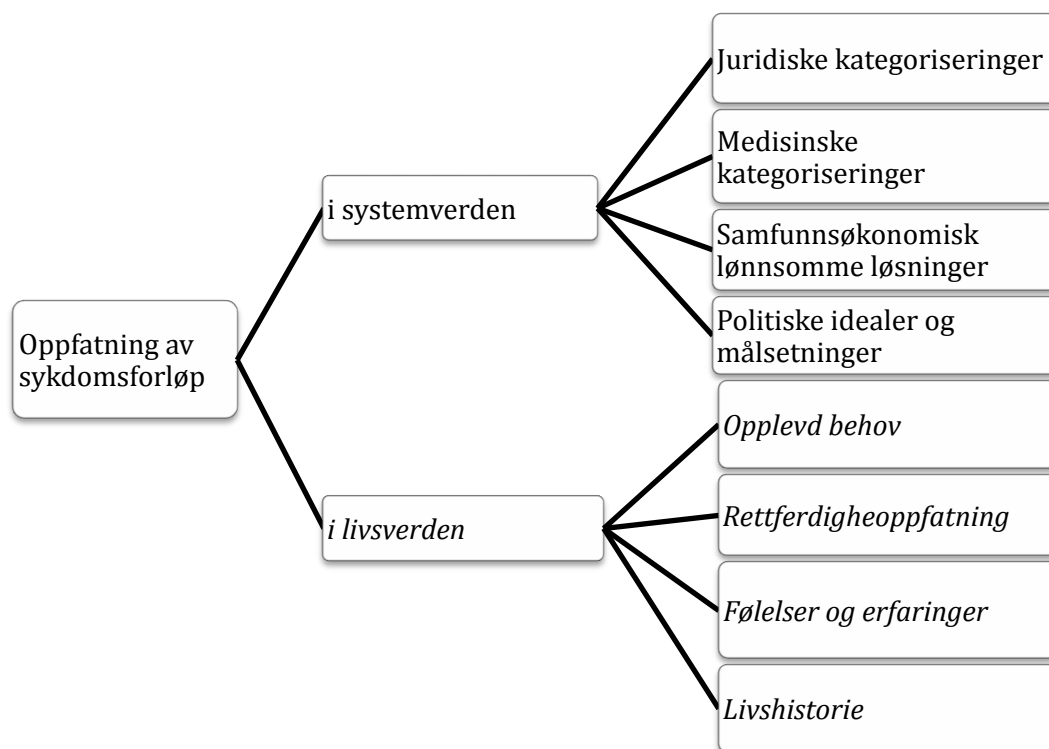 Oppfatning av
sykdomsforløp
i systemverden
Juridiske kategoriseringer
Medisinske
kategoriseringer
Samfunnsøkonomisk
lønnsomme løsninger
Politiske idealer og
målsetninger
i livsverden
Opplevd behov
Rettferdigheoppfatning
Følelser og erfaringer
Livshistorie